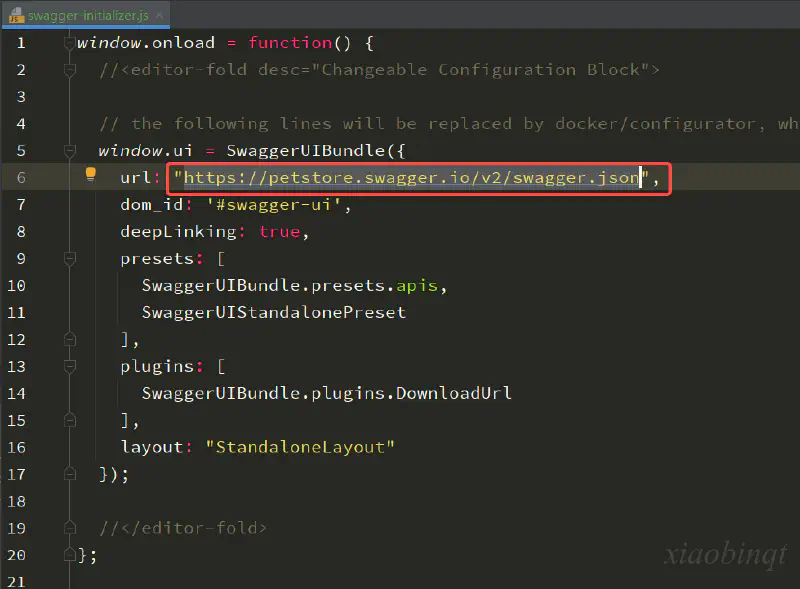 swagger-initializer.js ×
1 window.onload = function() {
2 //<editor-fold desc="Changeable Configuration Block">
3
4 // the following lines will be replaced by docker/configurator, wh
5 window.ui = SwaggerUIBundle({
6 url: "https://petstore.swagger.io/v2/swagger.json",
7 dom_id: '#swagger-ui',
8 deepLinking: true,
9 presets: [
10 SwaggerUIBundle.presets.apis,
11 SwaggerUIStandalonePreset
12 ],
13 plugins: [
14 SwaggerUIBundle.plugins.DownloadUrl
15 ],
16 layout: "StandaloneLayout"
17 });
18
19 //</editor-fold>
20 };
21
xiaobinqt